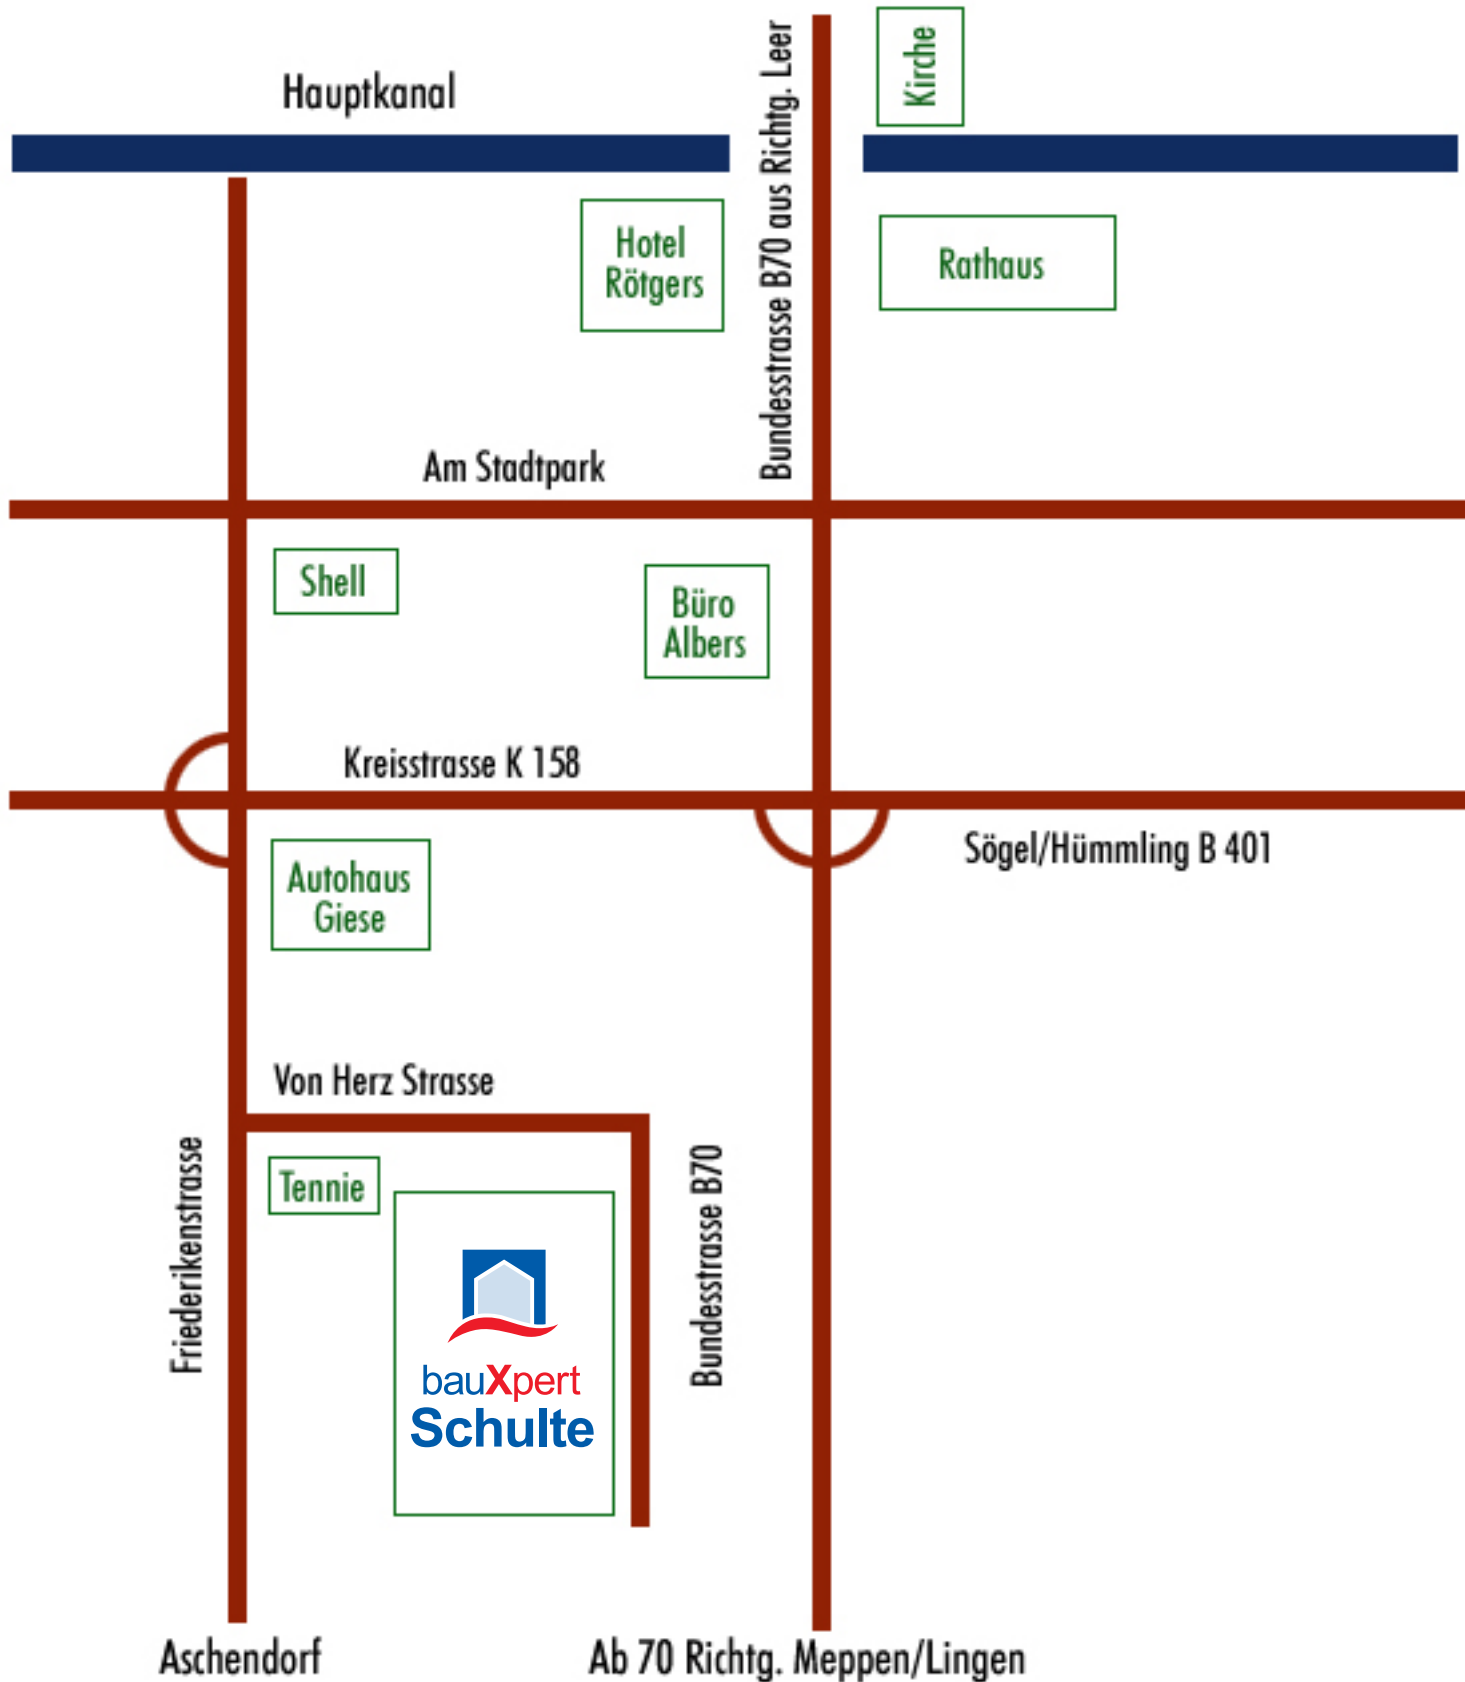 Kirche
Hauptkanal
Bundesstrasse B70 aus Richtg. Leer
Hotel
Rötgers
Rathaus
Am Stadtpark
Shell
Büro
Albers
Kreisstrasse K 158
Sögel/Hümmling B 401
Autohaus
Giese
Von Herz Strasse
Friederikenstrasse
Tennie
Bundesstrasse B70
bauXpert
Schulte
Aschendorf
Ab 70 Richtg. Meppen/Lingen